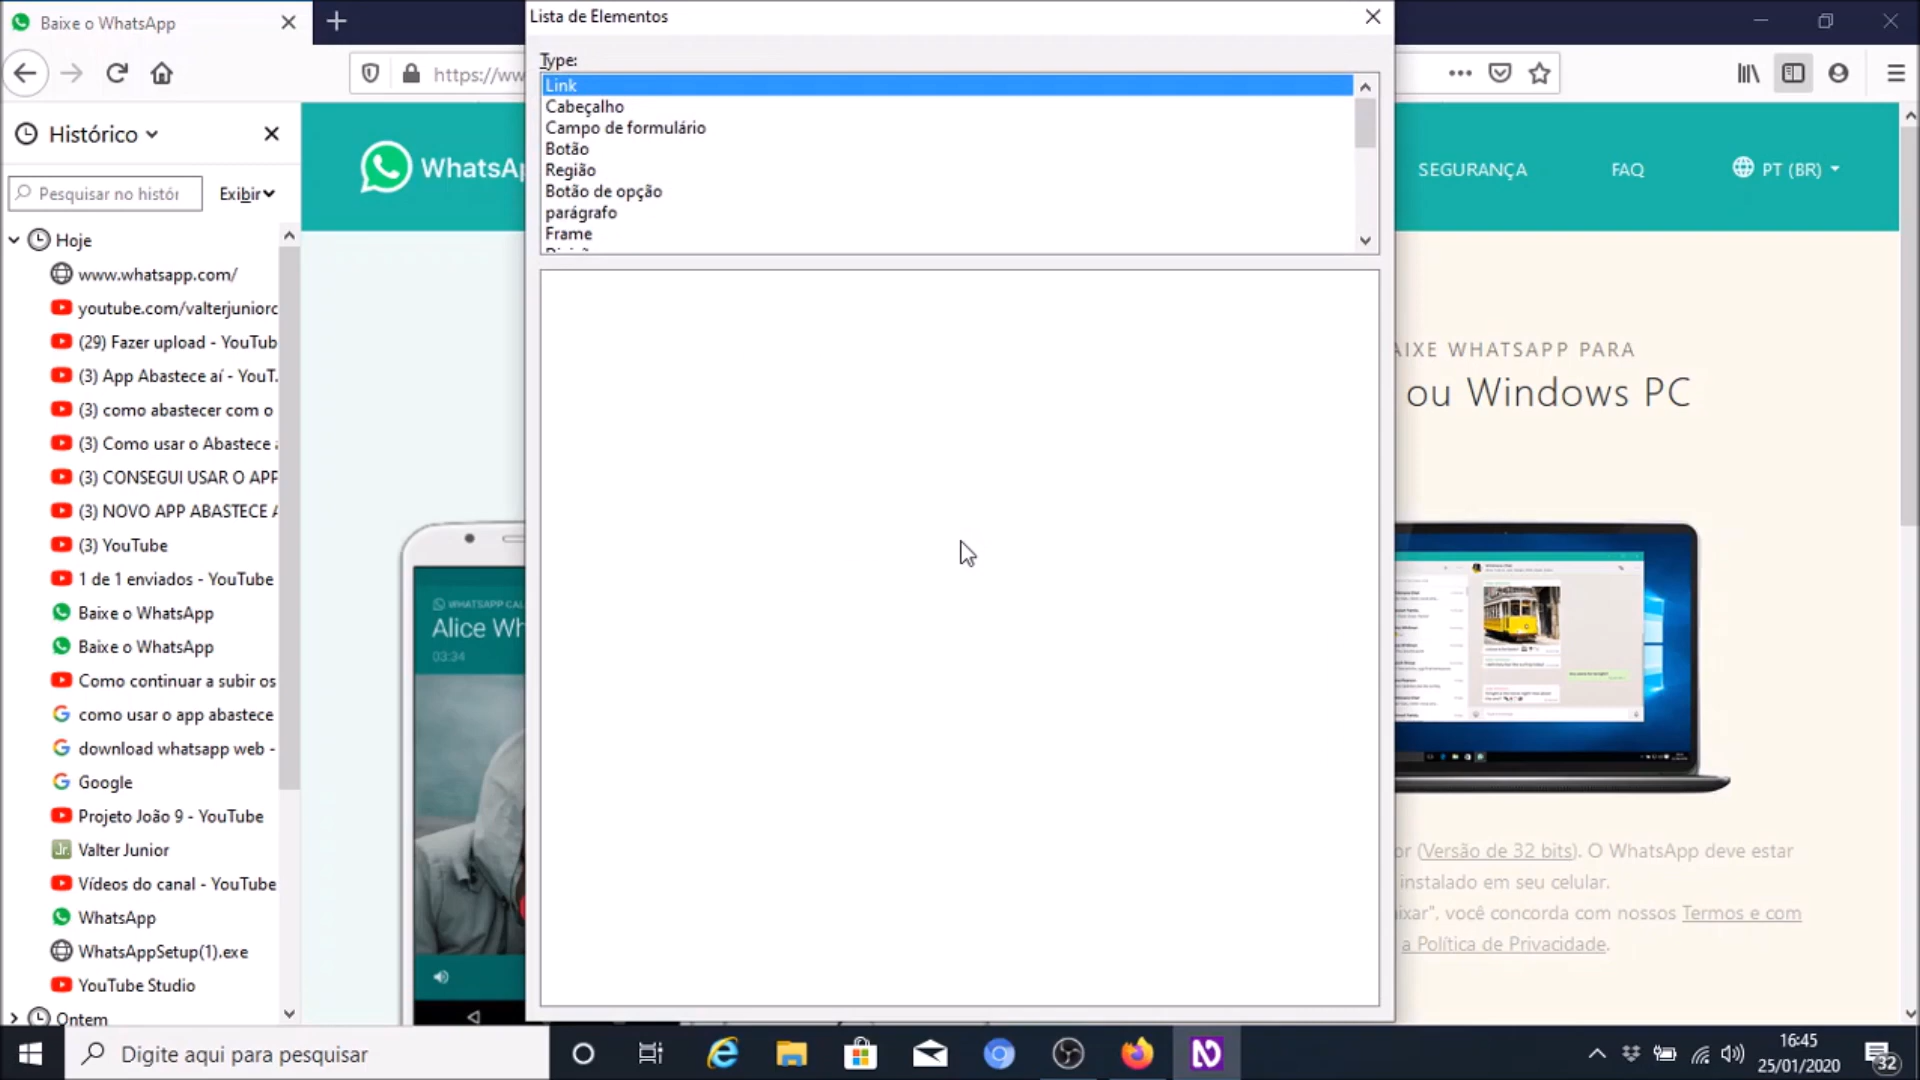 Baixe o WhatsApp
Lista de Elementos
https://ww
Type:
Link
Cabeçalho
Campo de formulário
Botão
Região
Botão de opção
parágrafo
Frame
Histórico
Pesquisar no histór
Exibir
Hoje
www.whatsapp.com/
youtube.com/valterjuniorc
(29) Fazer upload - YouTub
(3) App Abastece aí - YouT.
(3) como abastecer com o
(3) Como usar o Abastece a
(3) CONSEGUI USAR O APP
(3) NOVO APP ABASTECE A
(3) YouTube
1 de 1 enviados - YouTube
Baixe o WhatsApp
Baixe o WhatsApp
Como continuar a subir os
como usar o app abastece
download whatsapp web -
Google
Projeto João 9 - YouTube
Valter Junior
Vídeos do canal - YouTube
WhatsApp
WhatsAppSetup(1).exe
YouTube Studio
Ontem
WhatsAp
SEGURANÇA
FAQ
PT (BR)
AIXE WHATSAPP PARA
ou Windows PC
WHATSAPP CAL
Alice Wh
03:34
or (Versão de 32 bits). O WhatsApp deve estar
instalado em seu celular.
ixar", você concorda com nossos Termos e com
a Política de Privacidade.
Digite aqui para pesquisar
16:45
25/01/2020
32